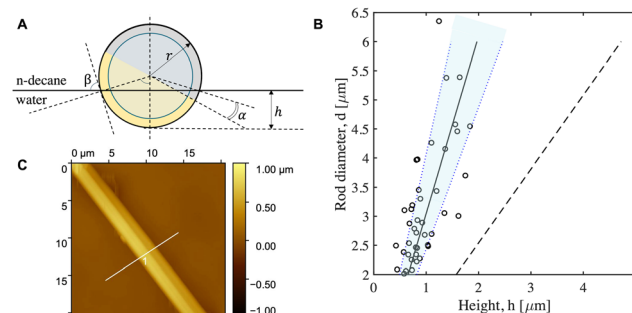 A
r
n-decane
β
water
h
α
C
0 µm
5
10
15
0
5
10
15
1
1.00 µm
0.50
0.00
−0.50
−1.00
B
6.5
6
5.5
5
4.5
4
3.5
3
2.5
2
Rod diameter, d [µm]
0
1
2
3
4
Height, h [µm]